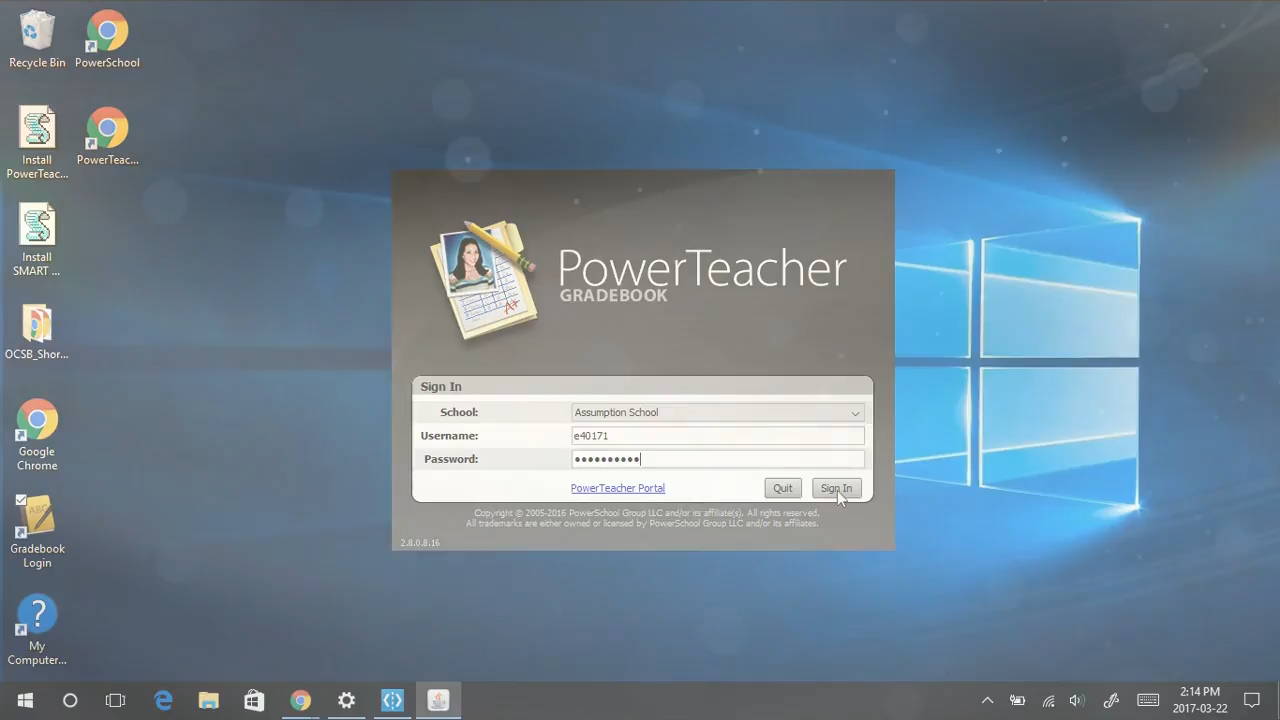 Recycle Bin
PowerSchool
Install
PowerTeac...
PowerTeac...
Install
SMART ...
OCSB_Shor...
Google
Chrome
Gradebook
Login
?
My
Computer...
A+
PowerTeacher
GRADEBOOK
Sign In
School: Assumption School
Username: e40171
Password: ••••••••••
PowerTeacher Portal Quit Sign In
Copyright © 2005-2016 PowerSchool Group LLC and/or its affiliate(s). All rights reserved.
All trademarks are either owned or licensed by PowerSchool Group LLC and/or its affiliates.
2.8.0.8.16
2:14 PM
2017-03-22